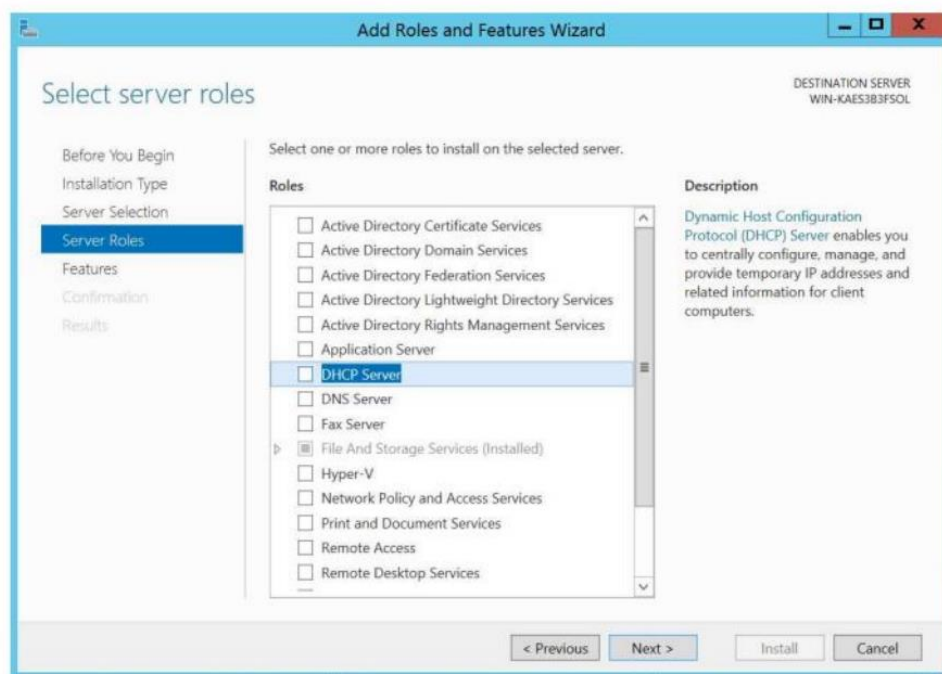 Add Roles and Features Wizard
Select server roles
DESTINATION SERVER
WIN-KAES3B3FSOL
Before You Begin
Installation Type
Server Selection
Server Roles
Features
Confirmation
Results
Select one or more roles to install on the selected server.
Roles
Active Directory Certificate Services
Active Directory Domain Services
Active Directory Federation Services
Active Directory Lightweight Directory Services
Active Directory Rights Management Services
Application Server
DHCP Server
DNS Server
Fax Server
File And Storage Services (Installed)
Hyper-V
Network Policy and Access Services
Print and Document Services
Remote Access
Remote Desktop Services
Description
Dynamic Host Configuration
Protocol (DHCP) Server enables you
to centrally configure, manage, and
provide temporary IP addresses and
related information for client
computers.
< Previous
Next >
Install
Cancel